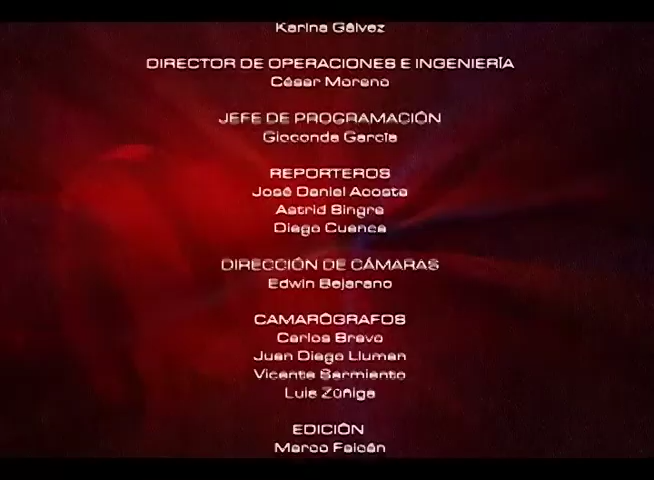 Karina Gálvez
DIRECTOR DE OPERACIONES E INGENIERÍA
César Moreno
JEFE DE PROGRAMACIÓN
Gioconda García
REPORTEROS
José Daniel Acosta
Astrid Bingre
Diego Cuenca
DIRECCIÓN DE CÁMARAS
Edwin Bejarano
CAMARÓGRAFOS
Carlos Bravo
Juan Diego Lluman
Vicente Sarmiento
Luis Zúñiga
EDICIÓN
Marco Falcón